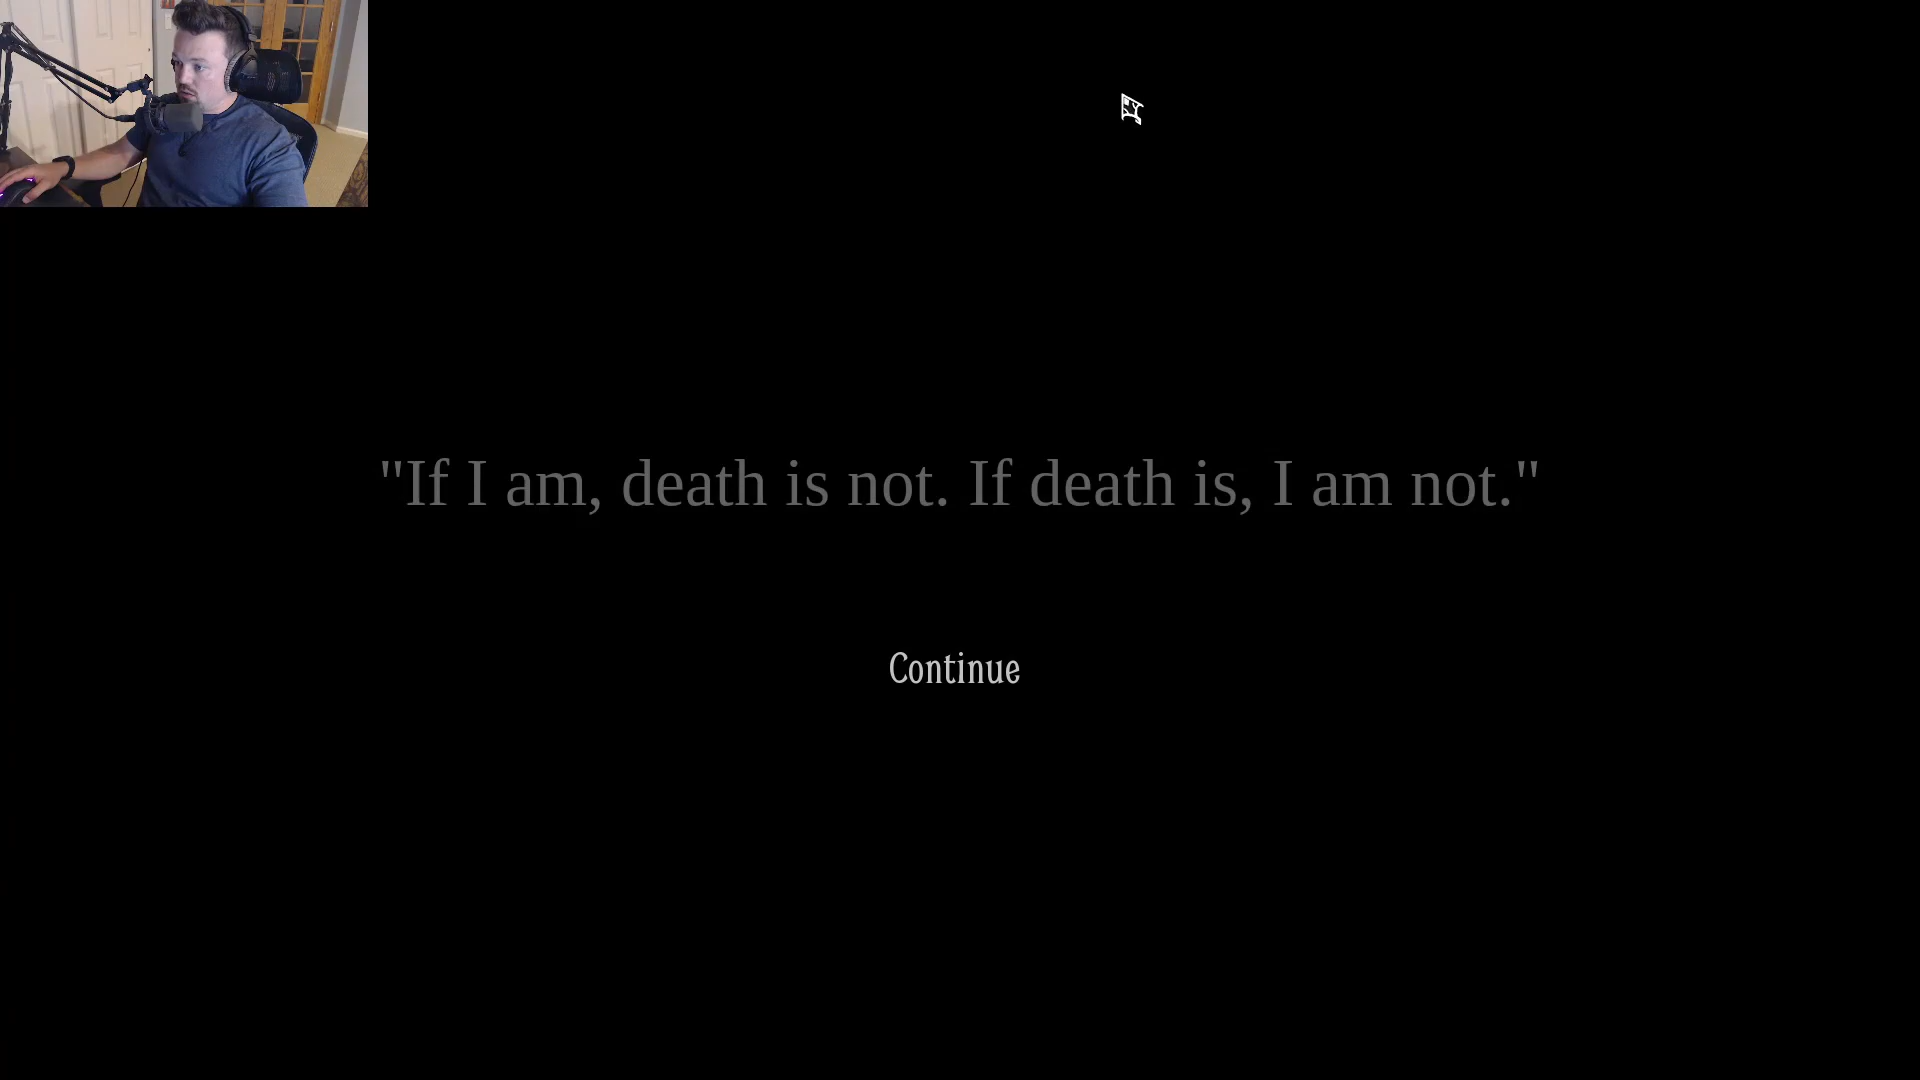 "If I am, death is not. If death is, I am not."
Continue